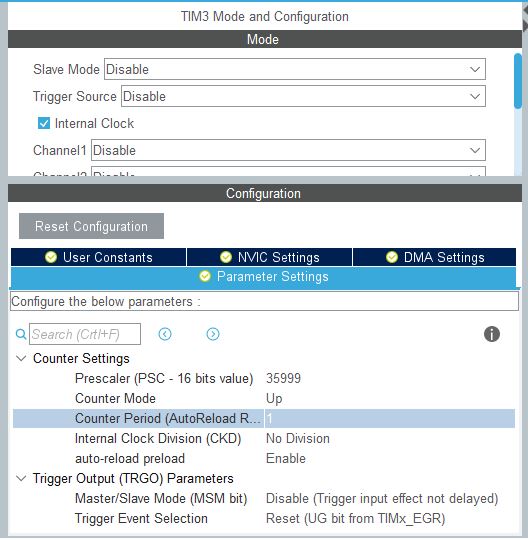 TIM3 Mode and Configuration
Mode
Slave Mode Disable
Trigger Source Disable
Internal Clock
Channel1 Disable
Channel2 Disable
Configuration
Reset Configuration
User Constants NVIC Settings DMA Settings
Parameter Settings
Configure the below parameters :
Search (Crtl+F)
Counter Settings
Prescaler (PSC - 16 bits value) 35999
Counter Mode Up
Counter Period (AutoReload R... 1
Internal Clock Division (CKD) No Division
auto-reload preload Enable
Trigger Output (TRGO) Parameters
Master/Slave Mode (MSM bit) Disable (Trigger input effect not delayed)
Trigger Event Selection Reset (UG bit from TIMx_EGR)